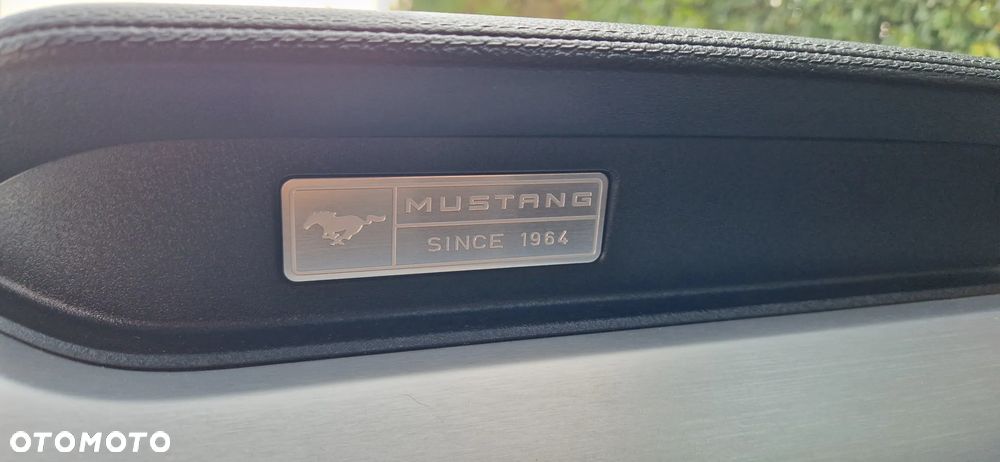 MUSTANG
SINCE 1964
OTOMOTO